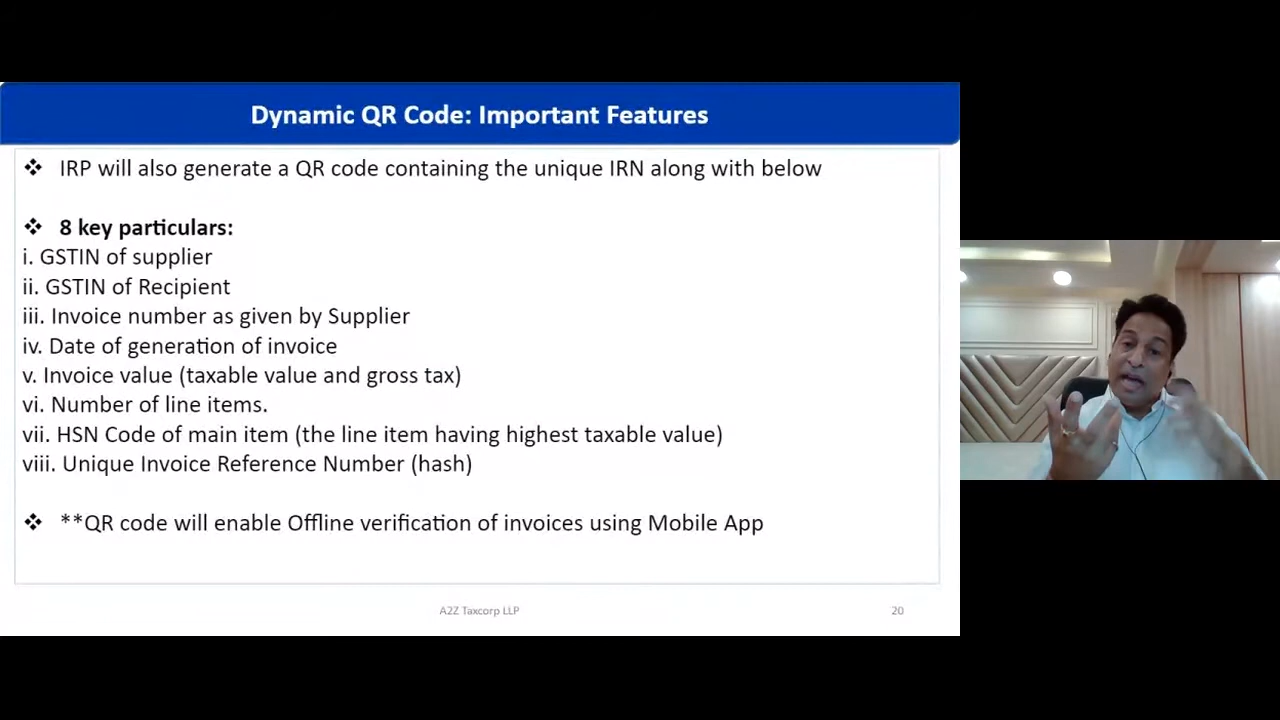 Dynamic QR Code: Important Features
❖ IRP will also generate a QR code containing the unique IRN along with below
❖ 8 key particulars:
i. GSTIN of supplier
ii. GSTIN of Recipient
iii. Invoice number as given by Supplier
iv. Date of generation of invoice
v. Invoice value (taxable value and gross tax)
vi. Number of line items.
vii. HSN Code of main item (the line item having highest taxable value)
viii. Unique Invoice Reference Number (hash)
❖ **QR code will enable Offline verification of invoices using Mobile App
A2Z Taxcorp LLP
20